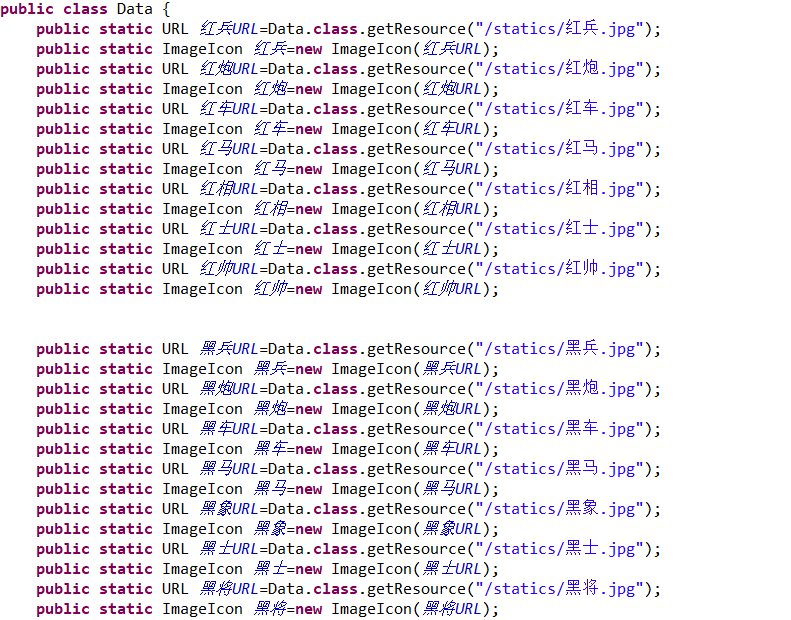 public class Data {
    public static URL 红兵URL=Data.class.getResource("/statics/红兵.jpg");
    public static ImageIcon 红兵=new ImageIcon(红兵URL);
    public static URL 红炮URL=Data.class.getResource("/statics/红炮.jpg");
    public static ImageIcon 红炮=new ImageIcon(红炮URL);
    public static URL 红车URL=Data.class.getResource("/statics/红车.jpg");
    public static ImageIcon 红车=new ImageIcon(红车URL);
    public static URL 红马URL=Data.class.getResource("/statics/红马.jpg");
    public static ImageIcon 红马=new ImageIcon(红马URL);
    public static URL 红相URL=Data.class.getResource("/statics/红相.jpg");
    public static ImageIcon 红相=new ImageIcon(红相URL);
    public static URL 红士URL=Data.class.getResource("/statics/红士.jpg");
    public static ImageIcon 红士=new ImageIcon(红士URL);
    public static URL 红帅URL=Data.class.getResource("/statics/红帅.jpg");
    public static ImageIcon 红帅=new ImageIcon(红帅URL);
    public static URL 黑兵URL=Data.class.getResource("/statics/黑兵.jpg");
    public static ImageIcon 黑兵=new ImageIcon(黑兵URL);
    public static URL 黑炮URL=Data.class.getResource("/statics/黑炮.jpg");
    public static ImageIcon 黑炮=new ImageIcon(黑炮URL);
    public static URL 黑车URL=Data.class.getResource("/statics/黑车.jpg");
    public static ImageIcon 黑车=new ImageIcon(黑车URL);
    public static URL 黑马URL=Data.class.getResource("/statics/黑马.jpg");
    public static ImageIcon 黑马=new ImageIcon(黑马URL);
    public static URL 黑象URL=Data.class.getResource("/statics/黑象.jpg");
    public static ImageIcon 黑象=new ImageIcon(黑象URL);
    public static URL 黑士URL=Data.class.getResource("/statics/黑士.jpg");
    public static ImageIcon 黑士=new ImageIcon(黑士URL);
    public static URL 黑将URL=Data.class.getResource("/statics/黑将.jpg");
    public static ImageIcon 黑将=new ImageIcon(黑将URL);